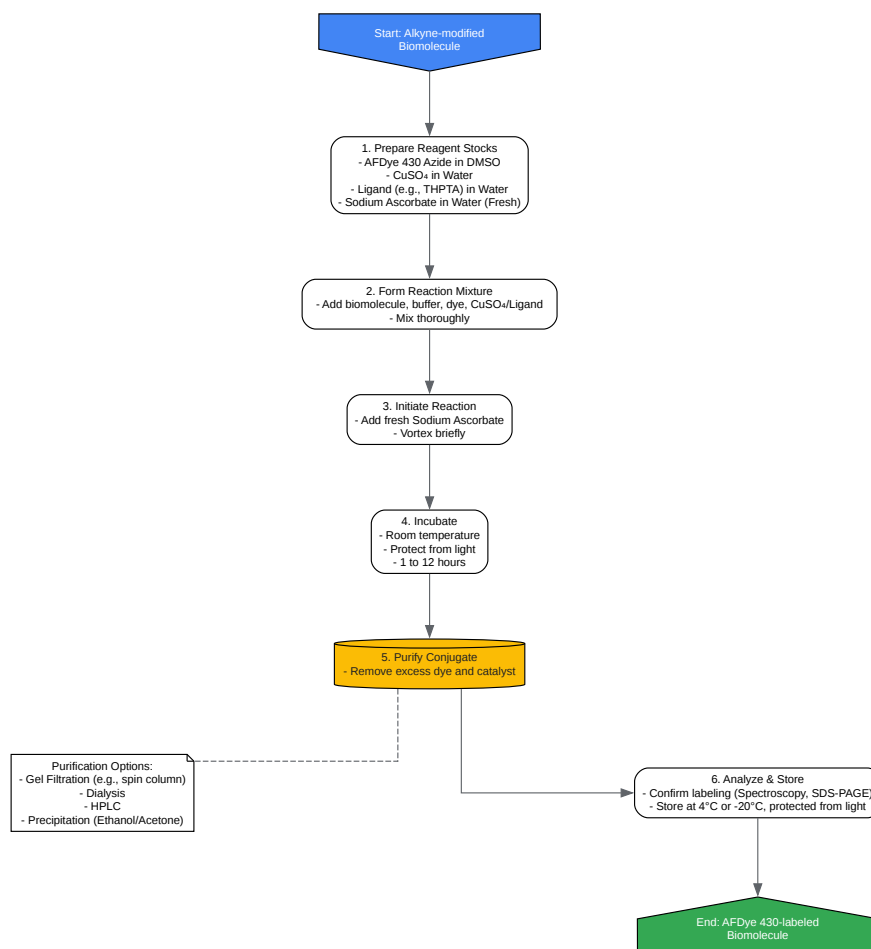 Start: Alkyne-modified
Biomolecule
1. Prepare Reagent Stocks
- AFDye 430 Azide in DMSO
- CuSO₄ in Water
- Ligand (e.g., THPTA) in Water
- Sodium Ascorbate in Water (Fresh)
2. Form Reaction Mixture
- Add biomolecule, buffer, dye, CuSO₄/Ligand
- Mix thoroughly
3. Initiate Reaction
- Add fresh Sodium Ascorbate
- Vortex briefly
4. Incubate
- Room temperature
- Protect from light
- 1 to 12 hours
5. Purify Conjugate
- Remove excess dye and catalyst
Purification Options:
- Gel Filtration (e.g., spin column)
- Dialysis
- HPLC
- Precipitation (Ethanol/Acetone)
6. Analyze & Store
- Confirm labeling (Spectroscopy, SDS-PAGE)
- Store at 4°C or -20°C, protected from light
End: AFDye 430-labeled
Biomolecule